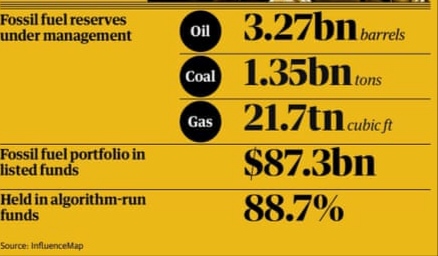 Fossil fuel reserves
under management
Oil
3.27bn barrels
Coal
1.35bn tons
Gas
21.7tn cubic ft
Fossil fuel portfolio in
listed funds
$87.3bn
Held in algorithm-run
funds
88.7%
Source: InfluenceMap